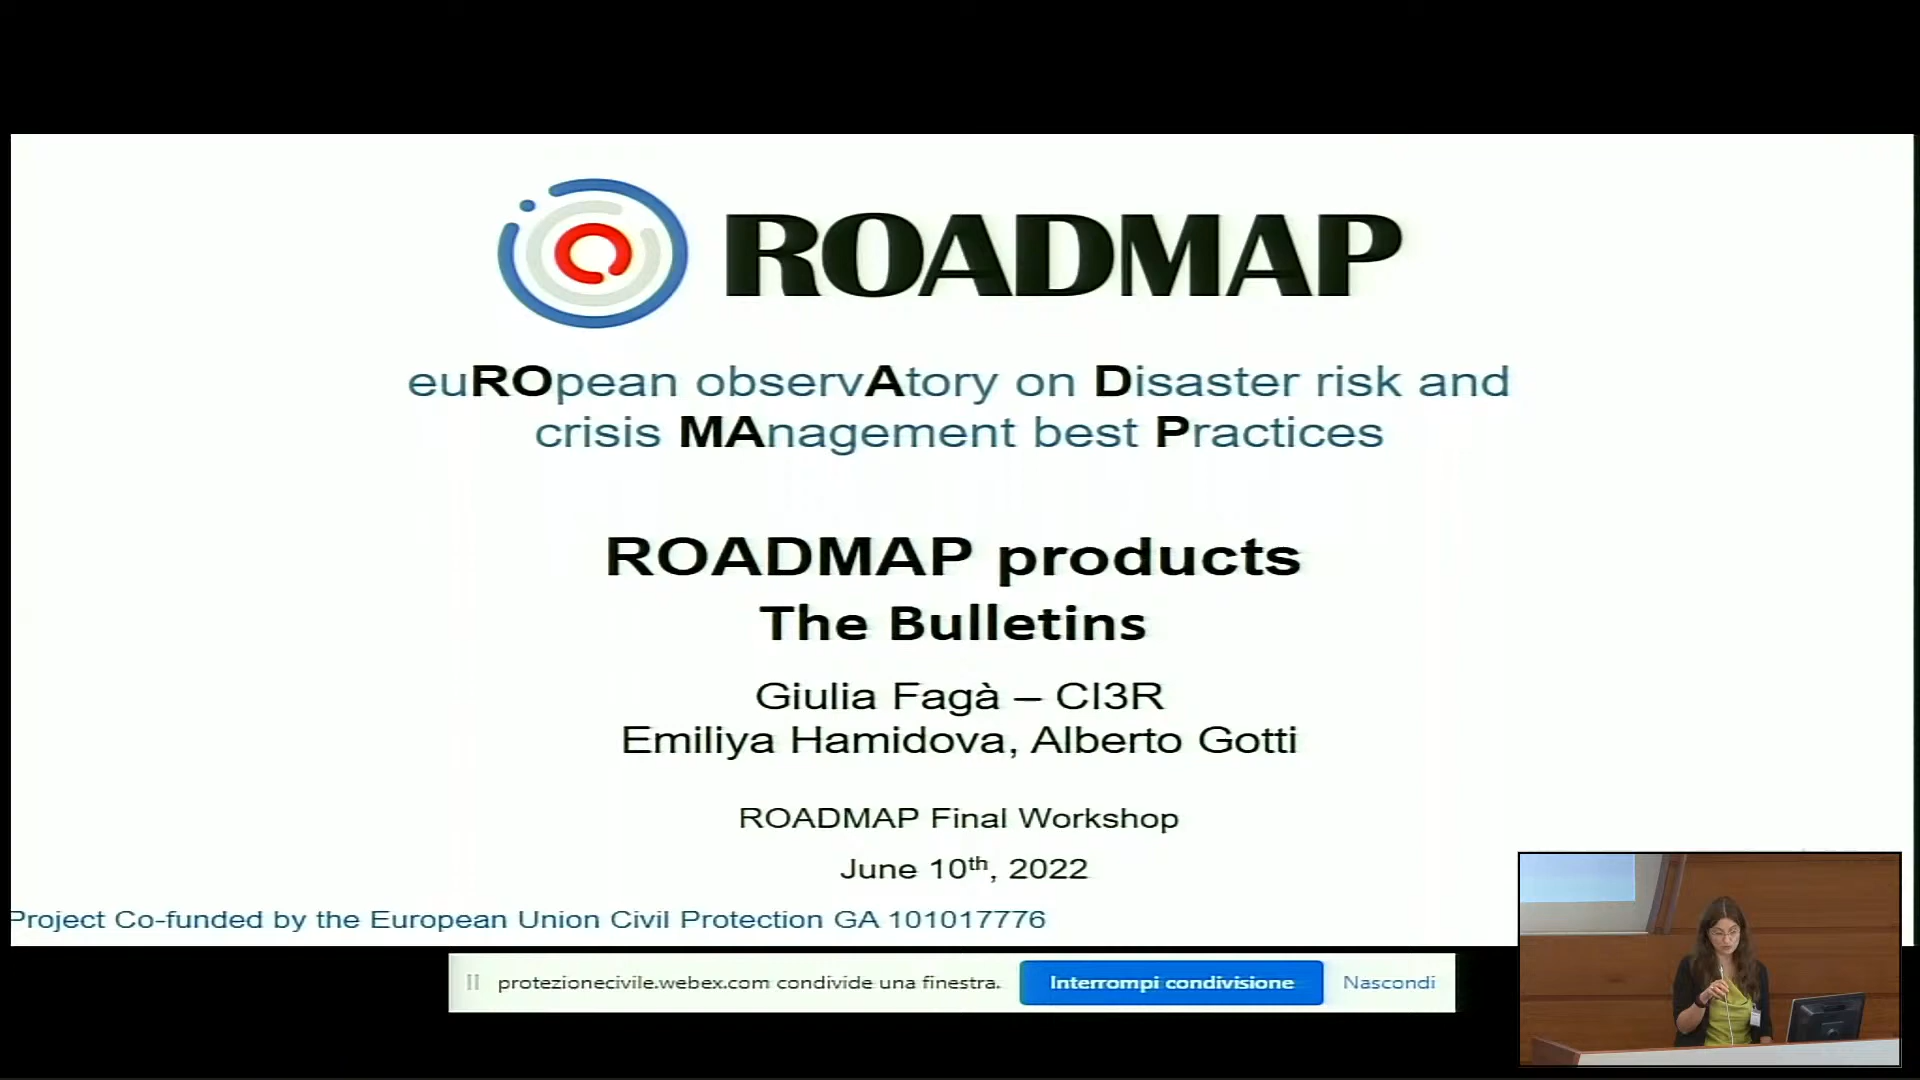 ROADMAP
euROpean observAtory on Disaster risk and
crisis MAnagement best Practices
ROADMAP products
The Bulletins
Giulia Fagà – CI3R
Emiliya Hamidova, Alberto Gotti
ROADMAP Final Workshop
June 10th, 2022
Project Co-funded by the European Union Civil Protection GA 101017776
protezionecivile.webex.com condivide una finestra.
Interrompi condivisione
Nascondi